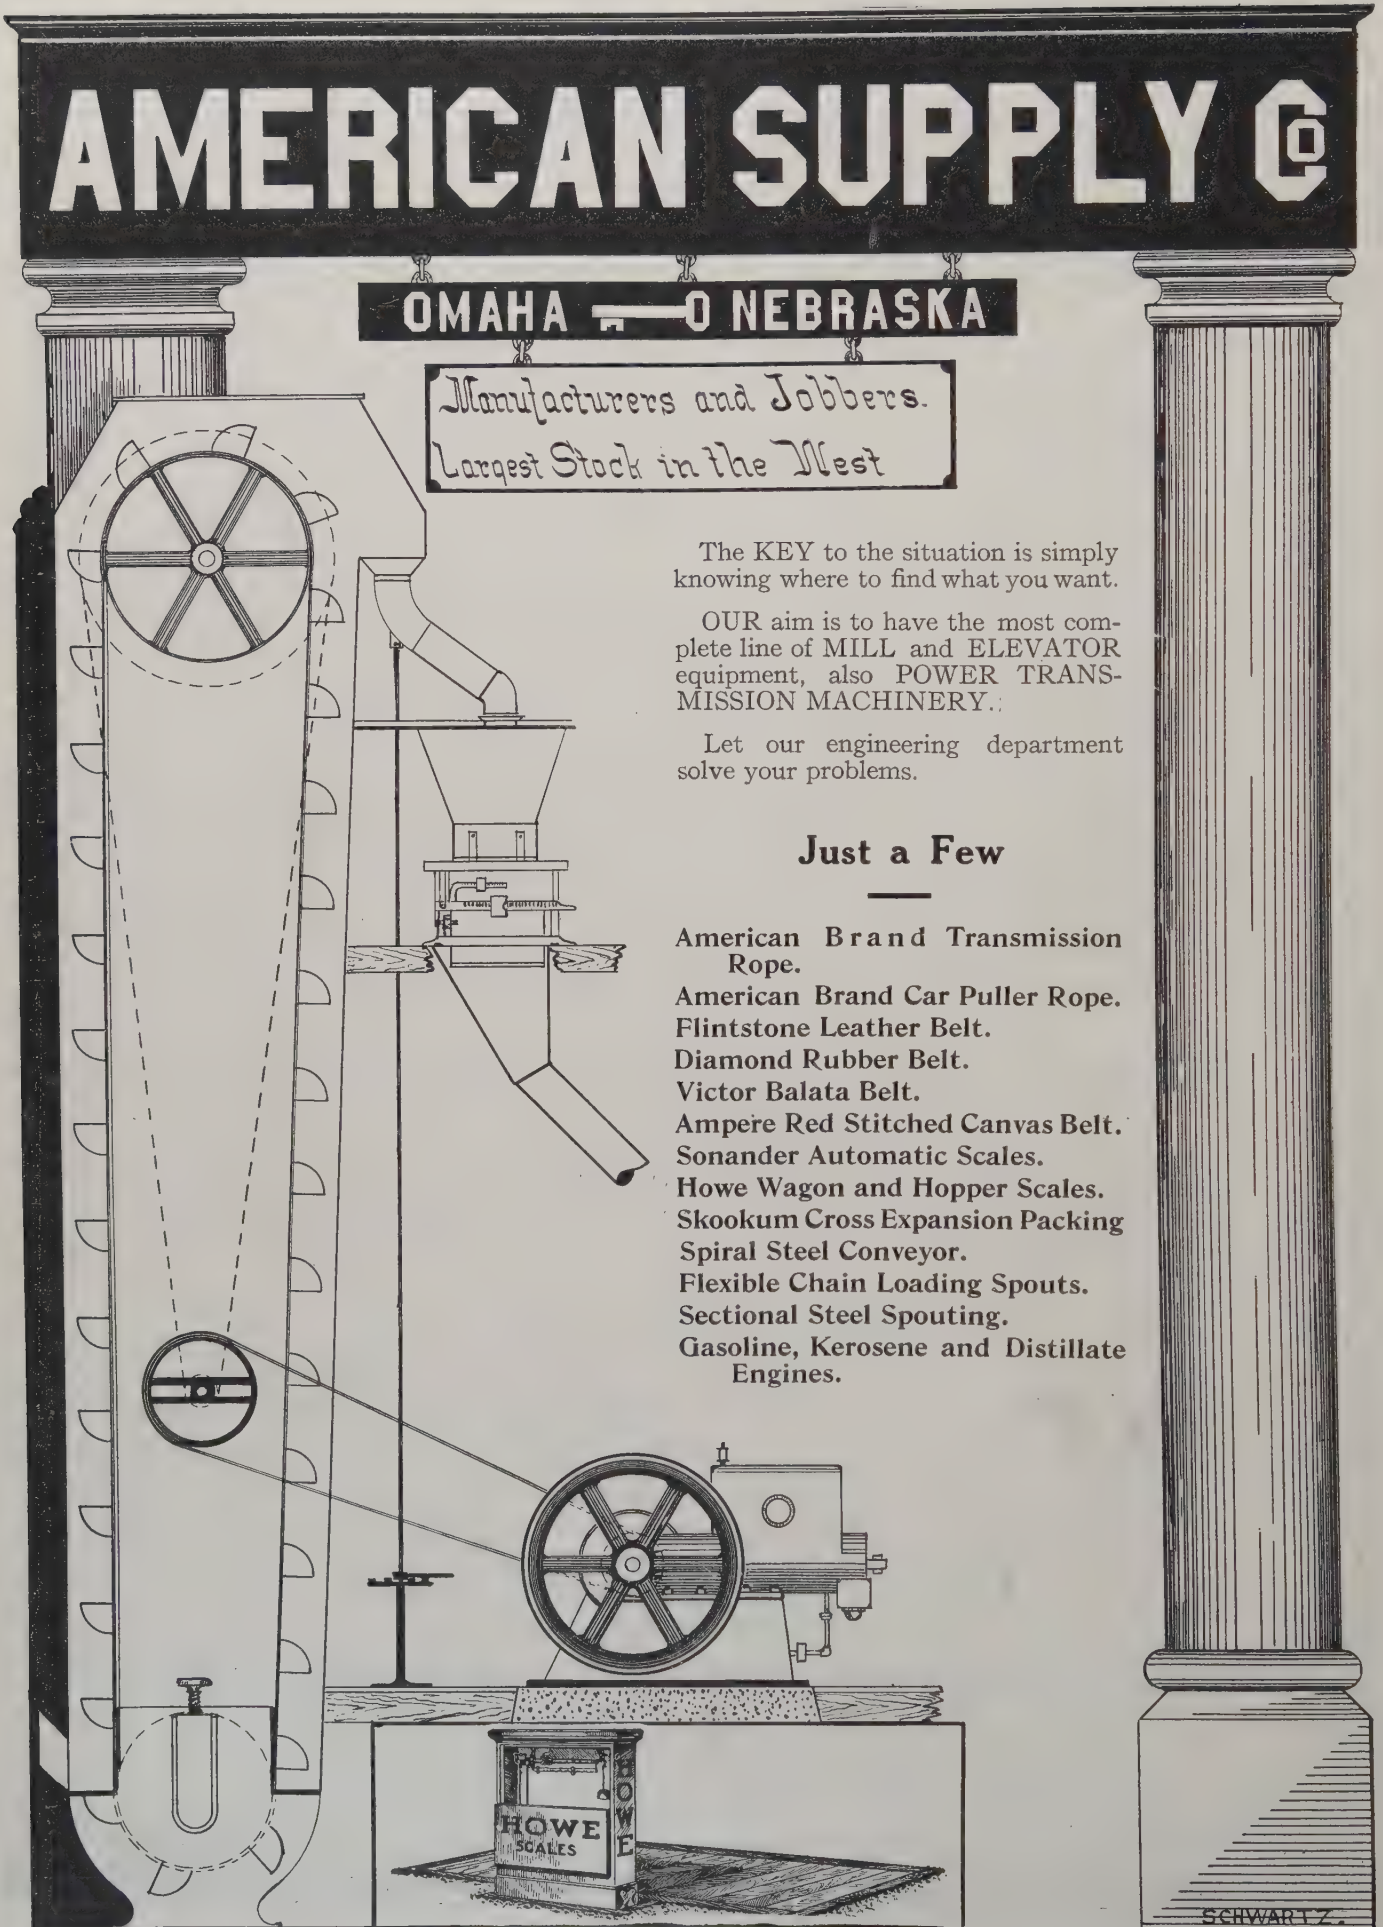 AMERICAN SUPPLY Co
OMAHA NEBRASKA
Manufacturers and Jobbers.
Largest Stock in the West
The KEY to the situation is simply
knowing where to find what you want.
OUR aim is to have the most com-
plete line of MILL and ELEVATOR
equipment, also POWER TRANS-
MISSION MACHINERY.
Let our engineering department
solve your problems.
Just a Few
American Brand Transmission
Rope.
American Brand Car Puller Rope.
Flintstone Leather Belt.
Diamond Rubber Belt.
Victor Balata Belt.
Ampere Red Stitched Canvas Belt.
Sonander Automatic Scales.
Howe Wagon and Hopper Scales.
Skookum Cross Expansion Packing
Spiral Steel Conveyor.
Flexible Chain Loading Spouts.
Sectional Steel Spouting.
Gasoline, Kerosene and Distillate
Engines.
HOWE
HOWE
SCALES
SCHWARTZ.